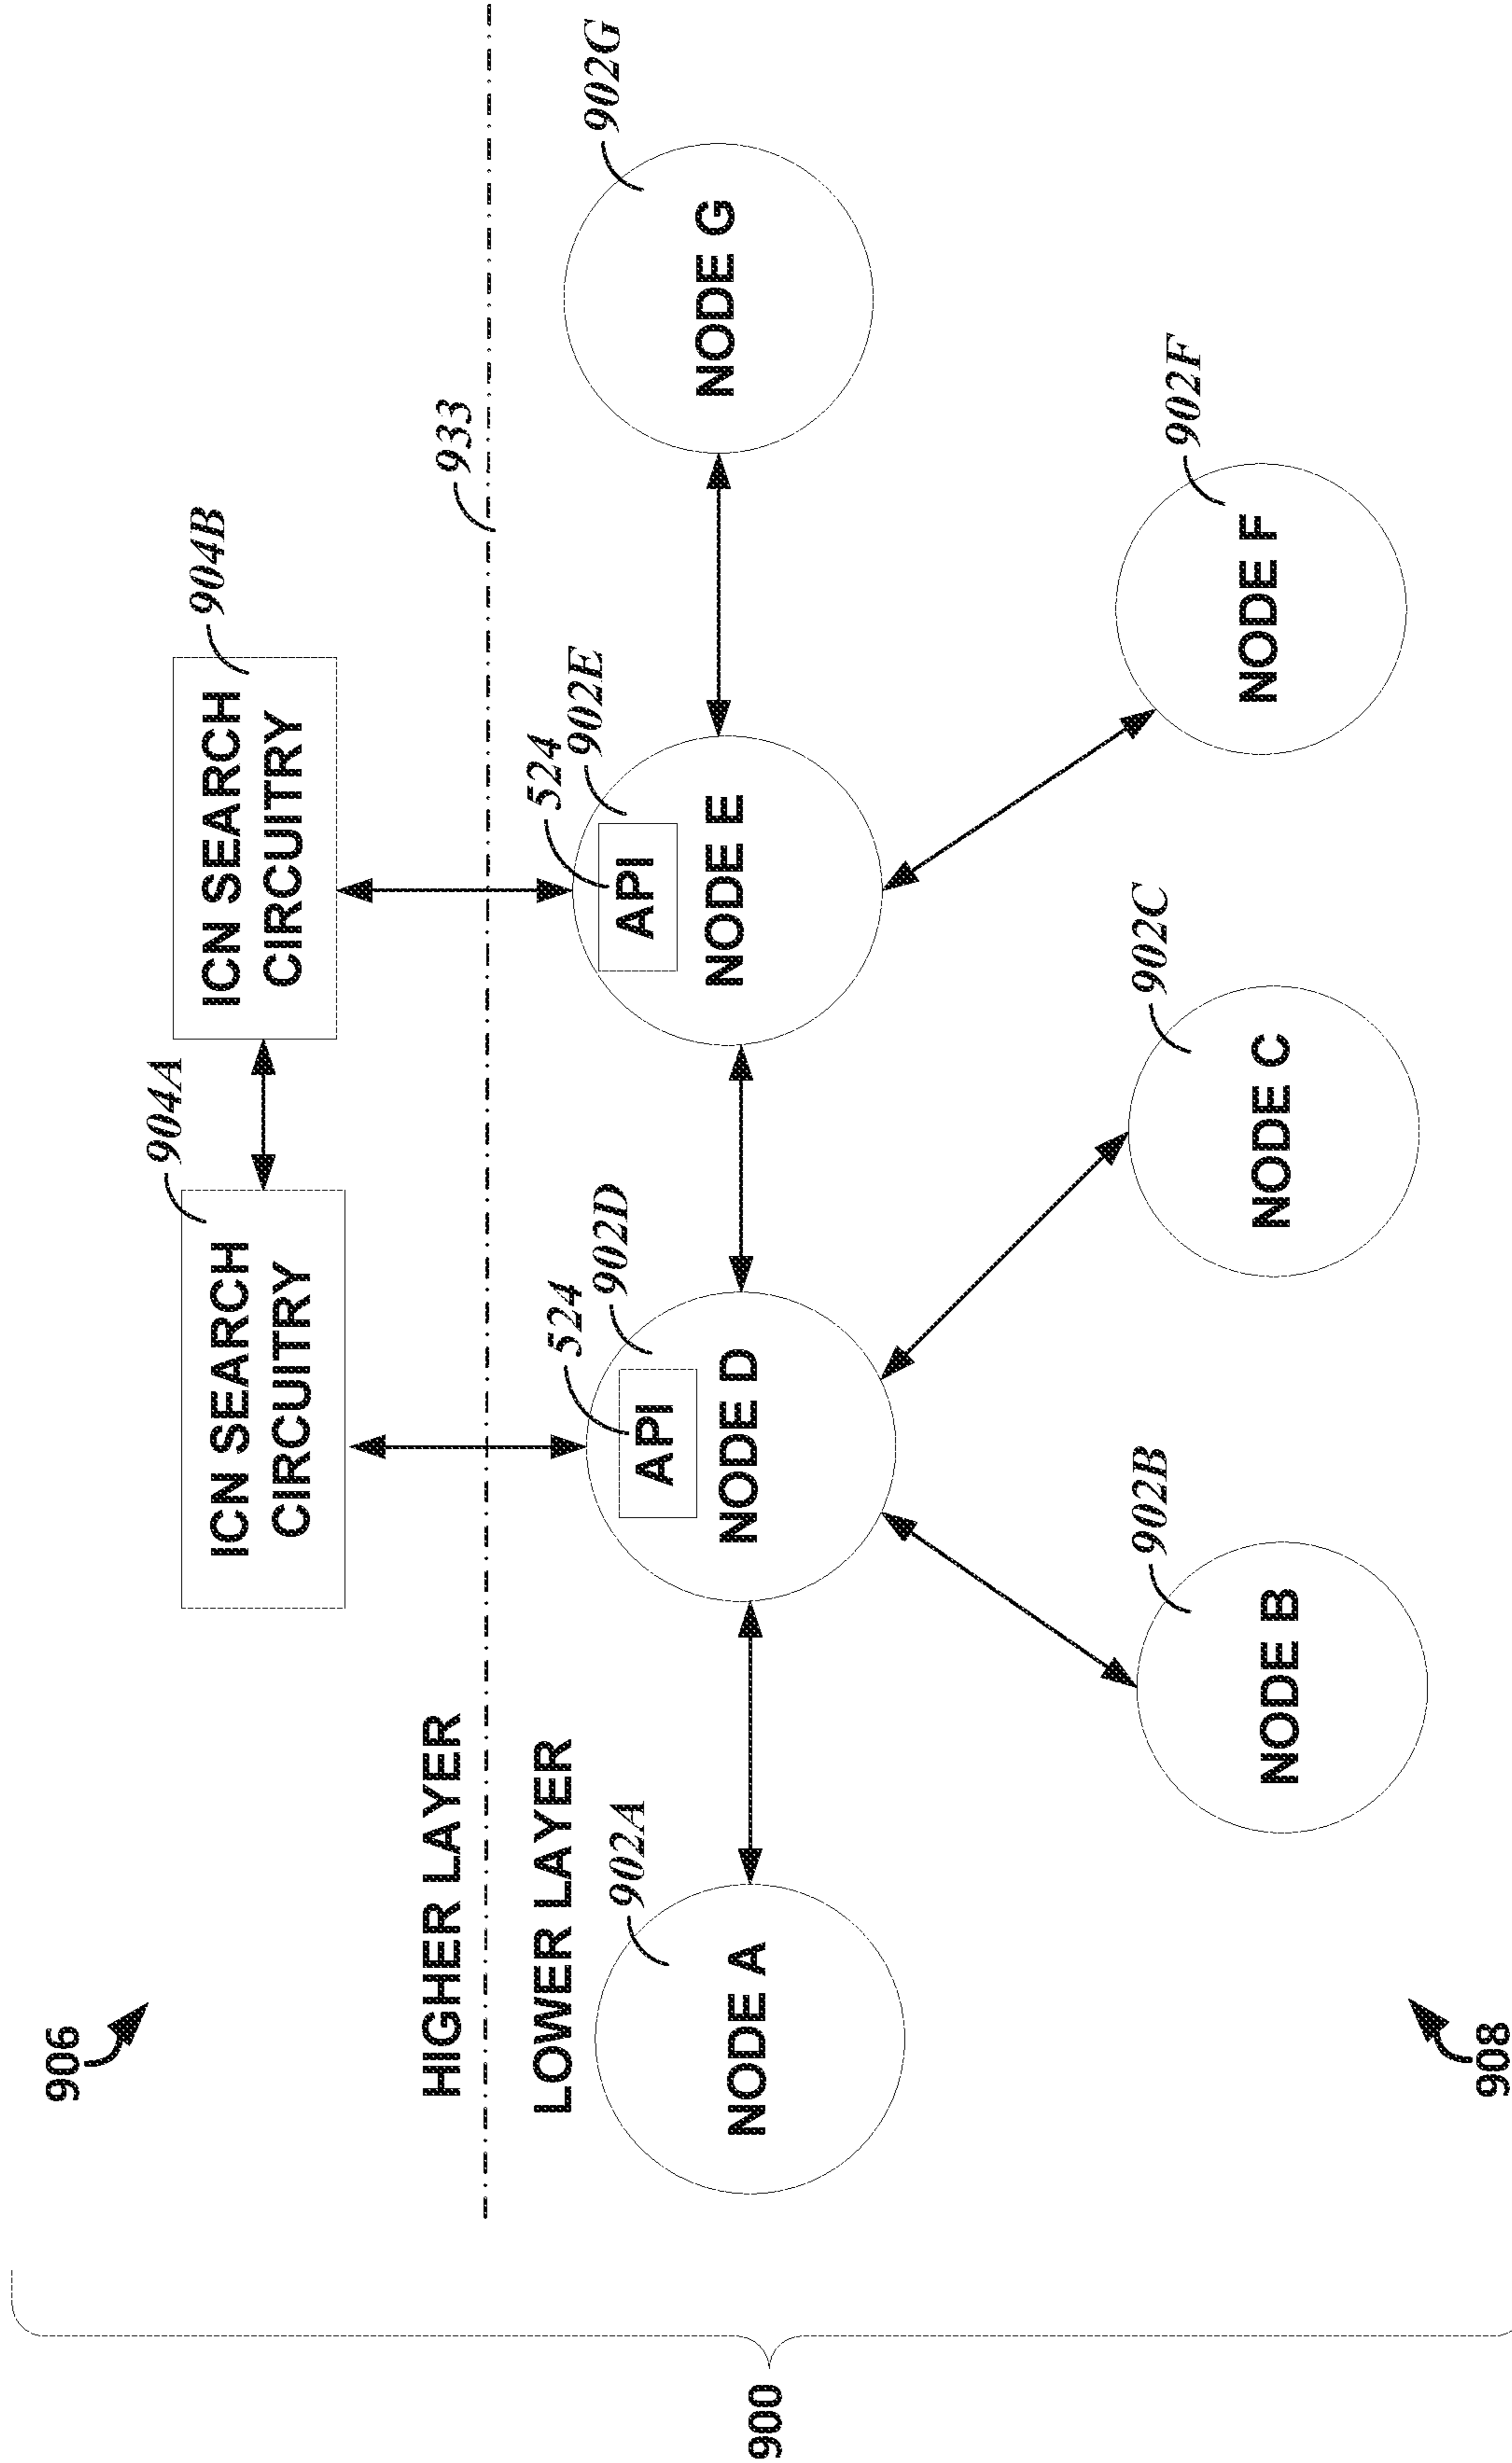 900
906
908
HIGHER LAYER
LOWER LAYER
933
ICN SEARCH
CIRCUITRY
904A
ICN SEARCH
CIRCUITRY
904B
NODE A
902A
API
524
NODE D
902D
API
524
NODE E
902E
NODE G
902G
NODE B
902B
NODE C
902C
NODE F
902F